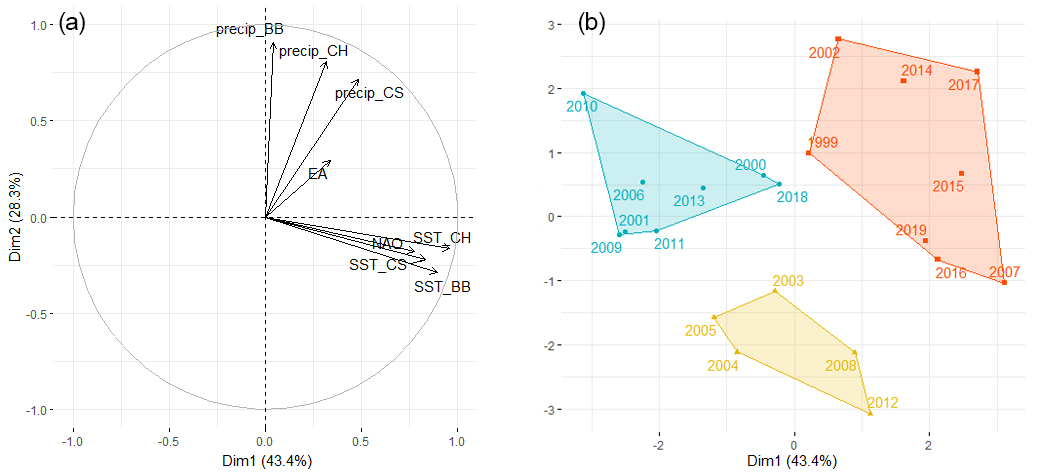 (a)
1.0
0.5
0.0
-0.5
-1.0
Dim2 (28.3%)
precip_BB
precip_CH
precip_CS
EA
SST_CH
NAO
SST_CS
SST_BB
-1.0 -0.5 0.0 0.5 1.0
Dim1 (43.4%)
(b)
3
2
1
0
-1
-2
-3
2002
2014
2017
2010
1999
2000
2015
2006
2013
2018
2001
2019
2009
2011
2016
2007
2003
2005
2004
2008
2012
-2 0 2
Dim1 (43.4%)